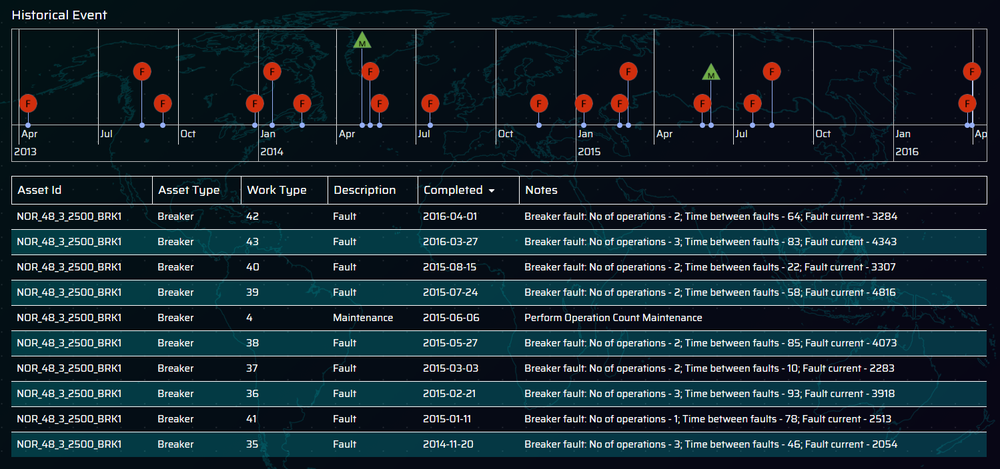 Historical Event
M
F F F F
M
F F F F F F F F F F F F
Apr Jul Oct Jan Apr Jul Oct Jan Apr Jul Oct Jan Ap
2013 2014 2015 2016
Asset Id Asset Type Work Type Description Completed Notes
NOR_48_3_2500_BRK1 Breaker 42 Fault 2016-04-01 Breaker fault: No of operations - 2; Time between faults - 64; Fault current - 3284
NOR_48_3_2500_BRK1 Breaker 43 Fault 2016-03-27 Breaker fault: No of operations - 3; Time between faults - 83; Fault current - 4343
NOR_48_3_2500_BRK1 Breaker 40 Fault 2015-08-15 Breaker fault: No of operations - 2; Time between faults - 22; Fault current - 3307
NOR_48_3_2500_BRK1 Breaker 39 Fault 2015-07-24 Breaker fault: No of operations - 2; Time between faults - 58; Fault current - 4816
NOR_48_3_2500_BRK1 Breaker 4 Maintenance 2015-06-06 Perform Operation Count Maintenance
NOR_48_3_2500_BRK1 Breaker 38 Fault 2015-05-27 Breaker fault: No of operations - 2; Time between faults - 85; Fault current - 4073
NOR_48_3_2500_BRK1 Breaker 37 Fault 2015-03-03 Breaker fault: No of operations - 2; Time between faults - 10; Fault current - 2283
NOR_48_3_2500_BRK1 Breaker 36 Fault 2015-02-21 Breaker fault: No of operations - 3; Time between faults - 93; Fault current - 3918
NOR_48_3_2500_BRK1 Breaker 41 Fault 2015-01-11 Breaker fault: No of operations - 1; Time between faults - 78; Fault current - 2513
NOR_48_3_2500_BRK1 Breaker 35 Fault 2014-11-20 Breaker fault: No of operations - 3; Time between faults - 46; Fault current - 2054